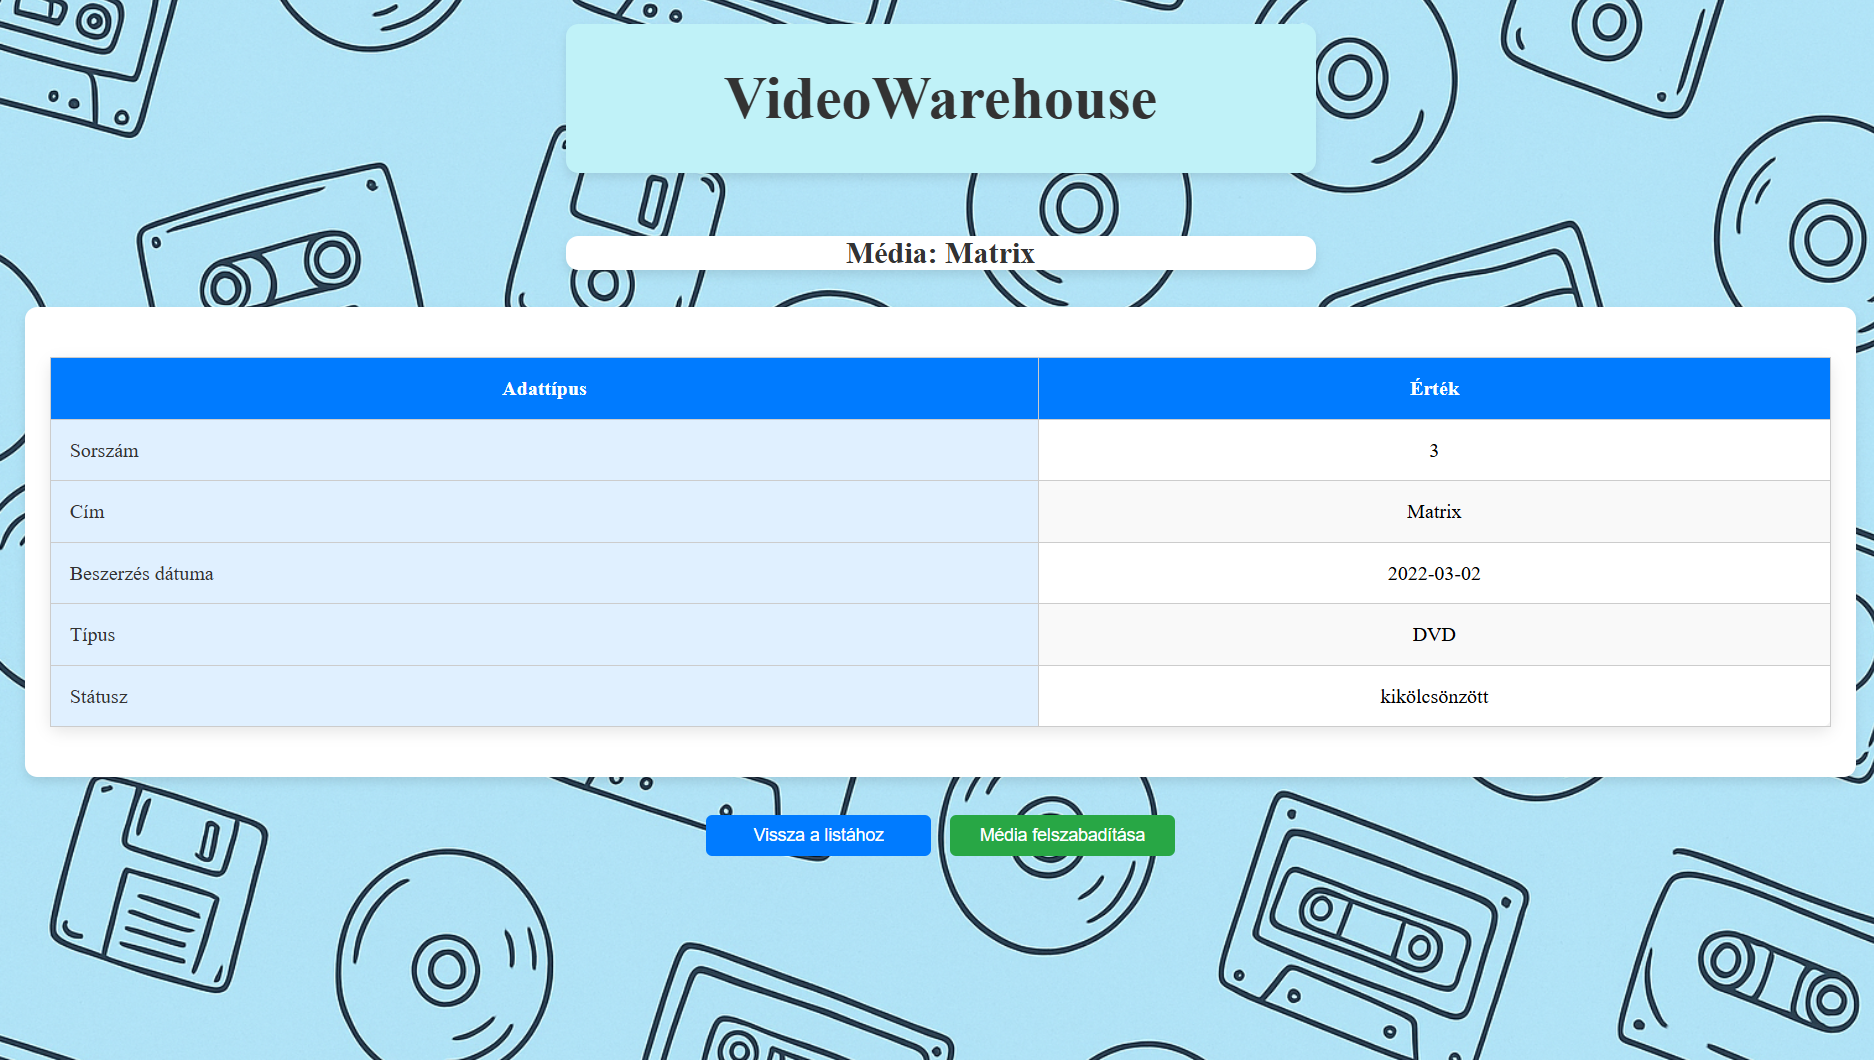 VideoWarehouse
Média: Matrix
Adattípus Érték
Sorszám 3
Cím Matrix
Beszerzés dátuma 2022-03-02
Típus DVD
Státusz kikölcsönzött
Vissza a listához Média felszabadítása